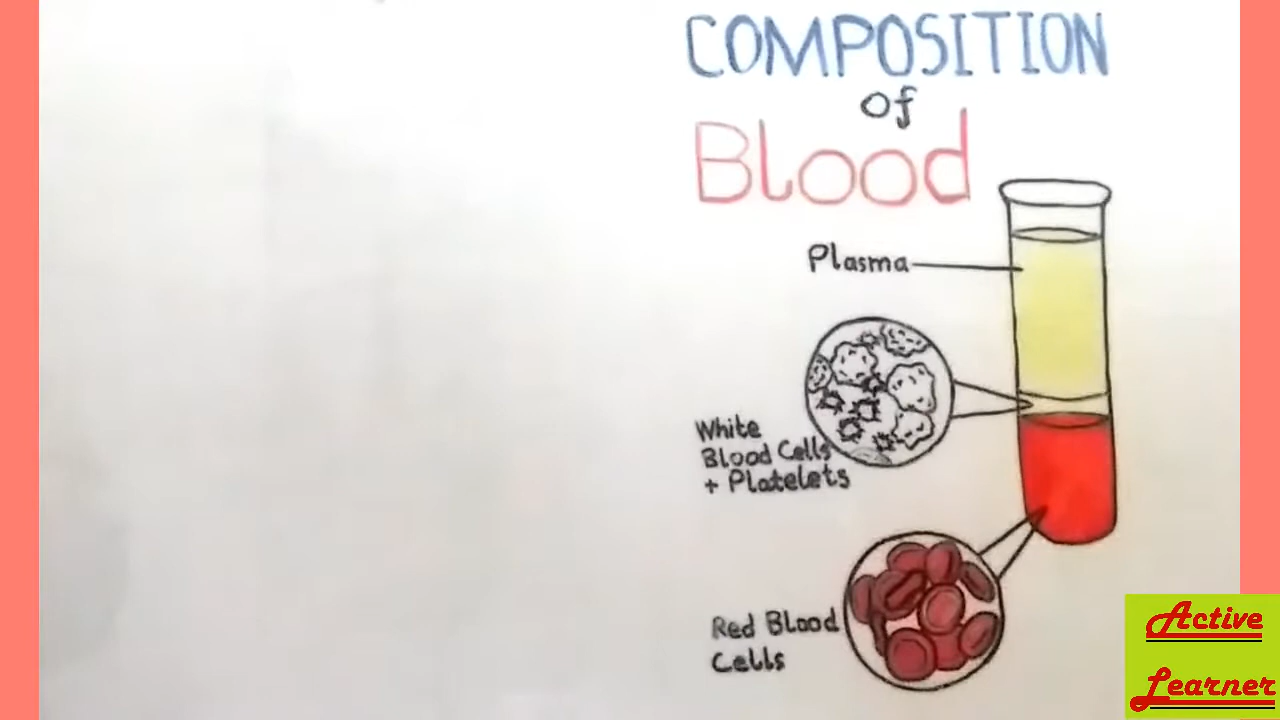 COMPOSITION
of
Blood
Plasma
White
Blood Cells
+ Platelets
Red Blood
Cells
Active
Learner